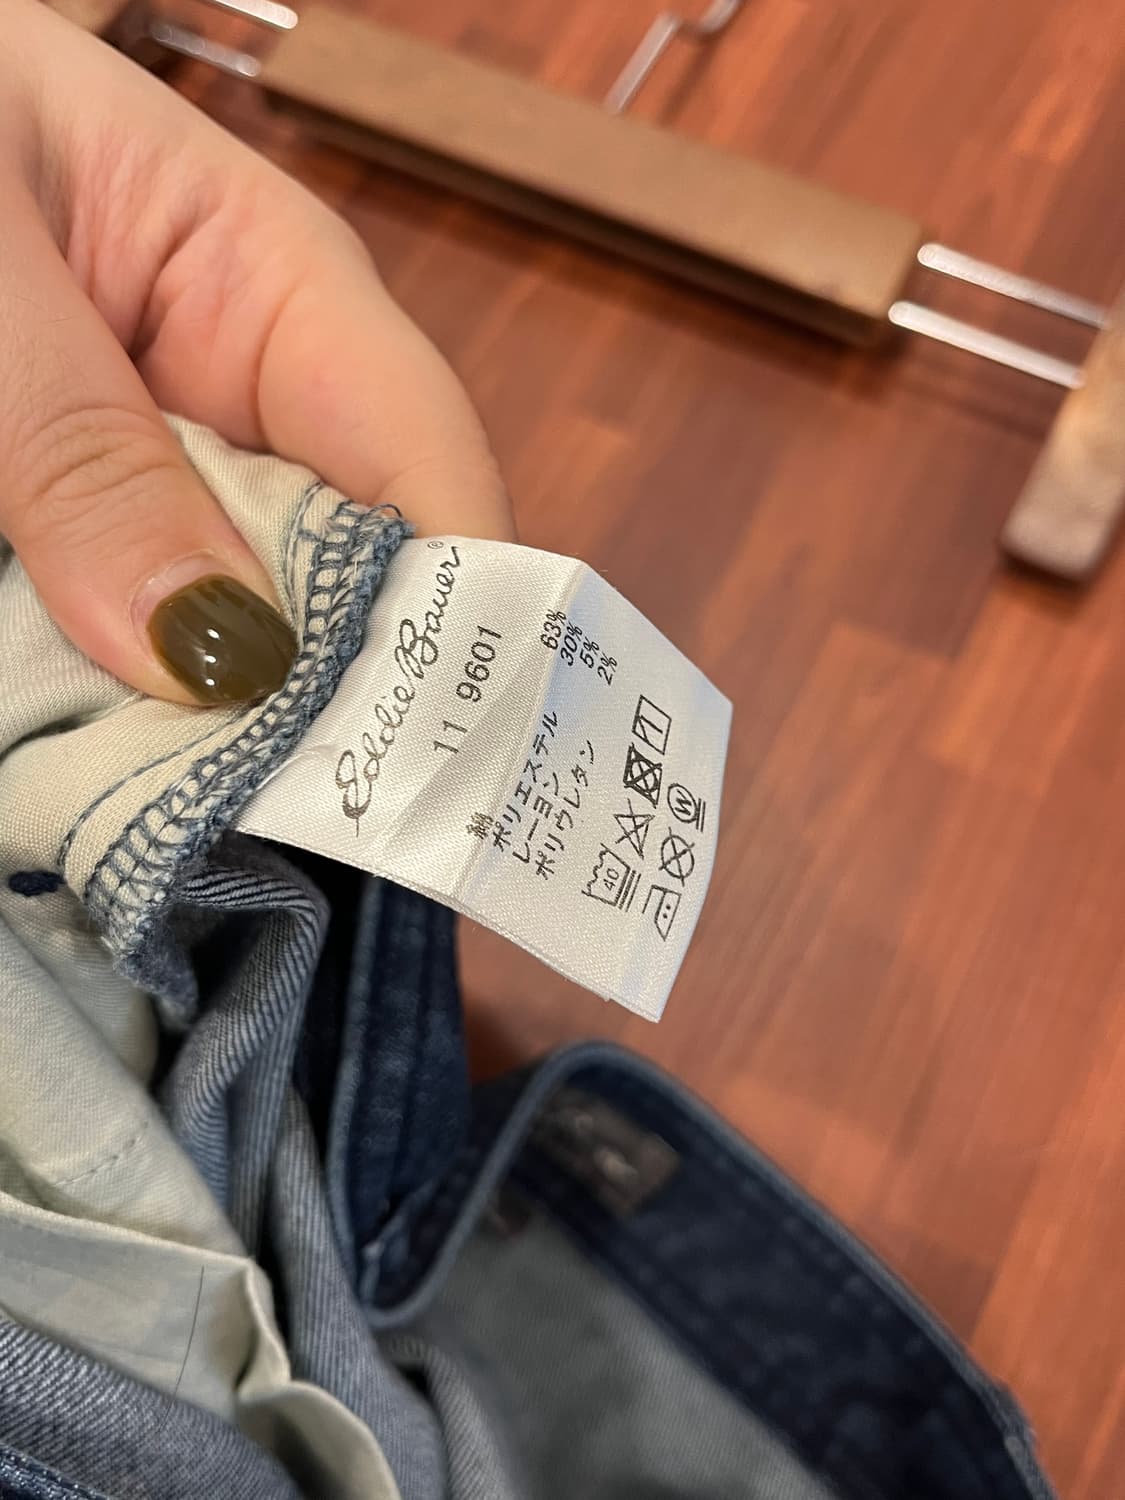 Eddie Bauer®
11 9601
綿 63%
ポリエステル 30%
レーヨン 5%
ポリウレタン 2%
40
W